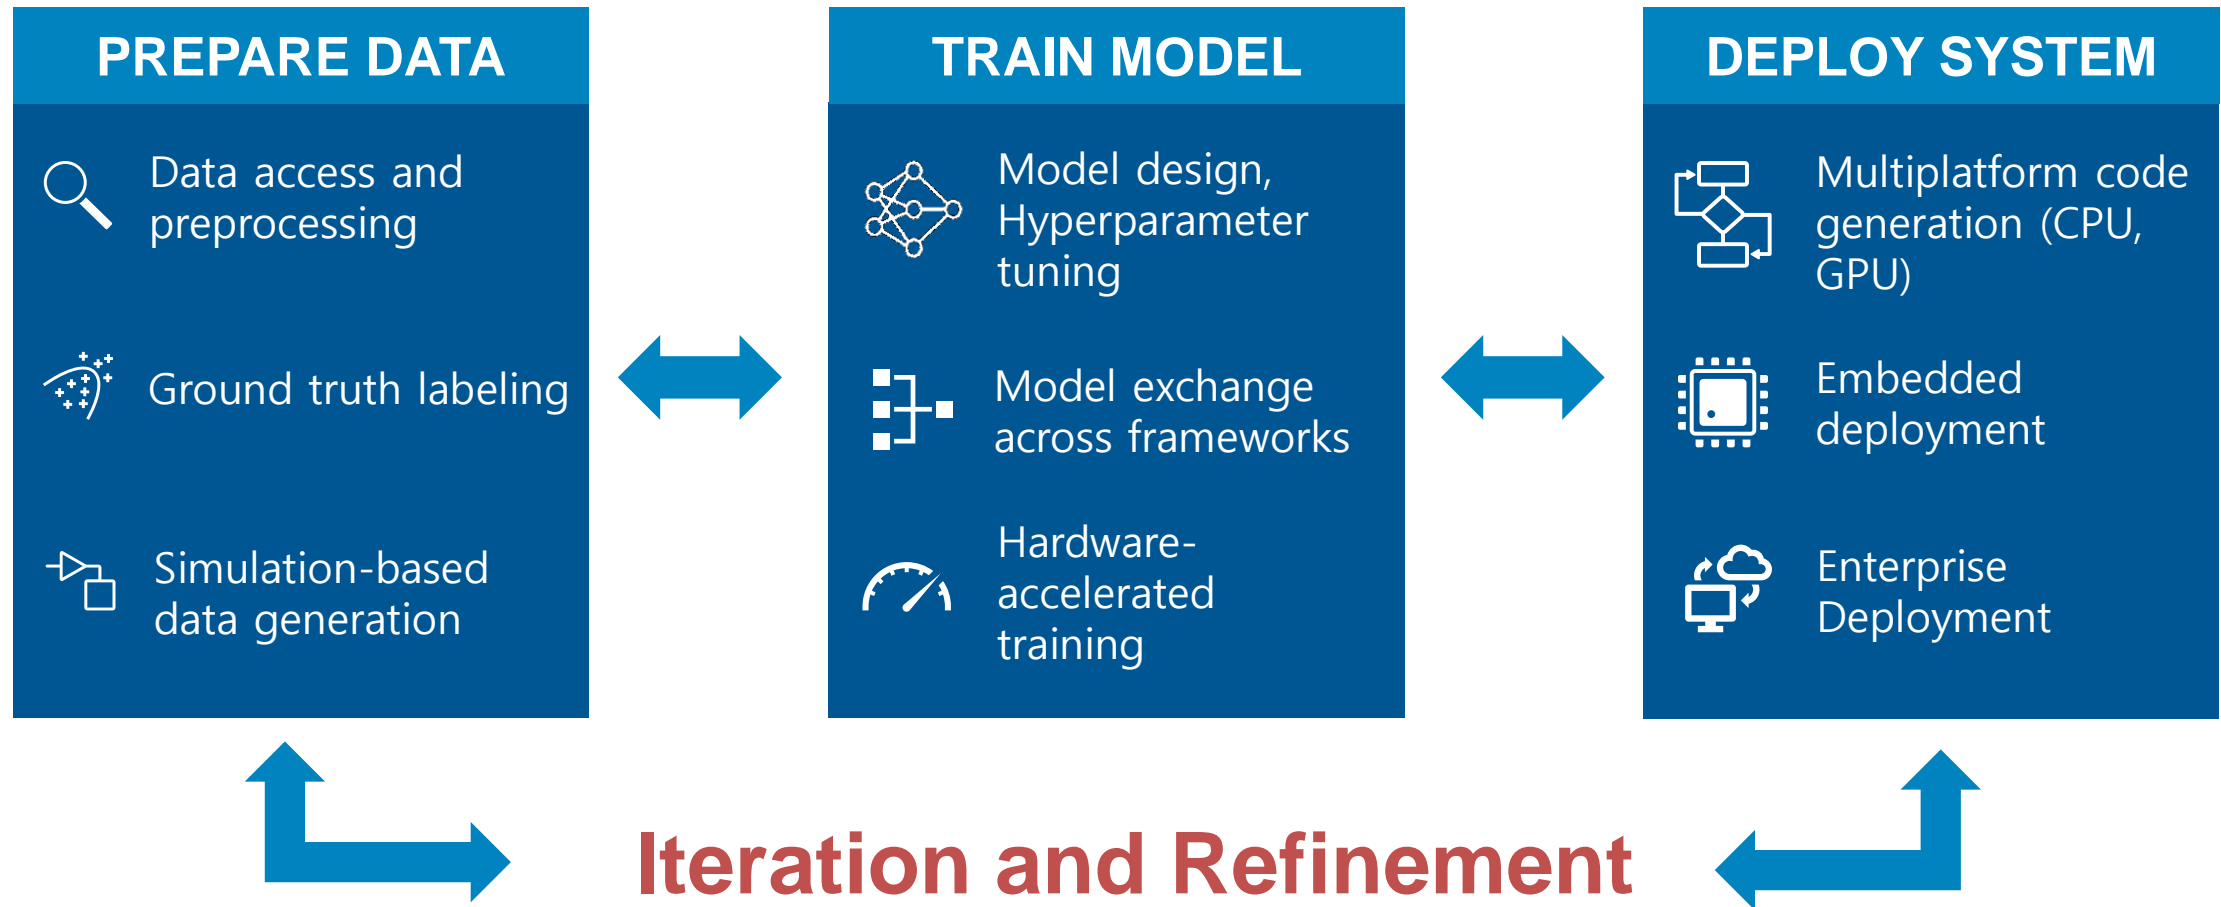 PREPARE DATA
Data access and
preprocessing
Ground truth labeling
Simulation-based
data generation
TRAIN MODEL
Model design,
Hyperparameter
tuning
Model exchange
across frameworks
Hardware-
accelerated
training
DEPLOY SYSTEM
Multiplatform code
generation (CPU,
GPU)
Embedded
deployment
Enterprise
Deployment
Iteration and Refinement